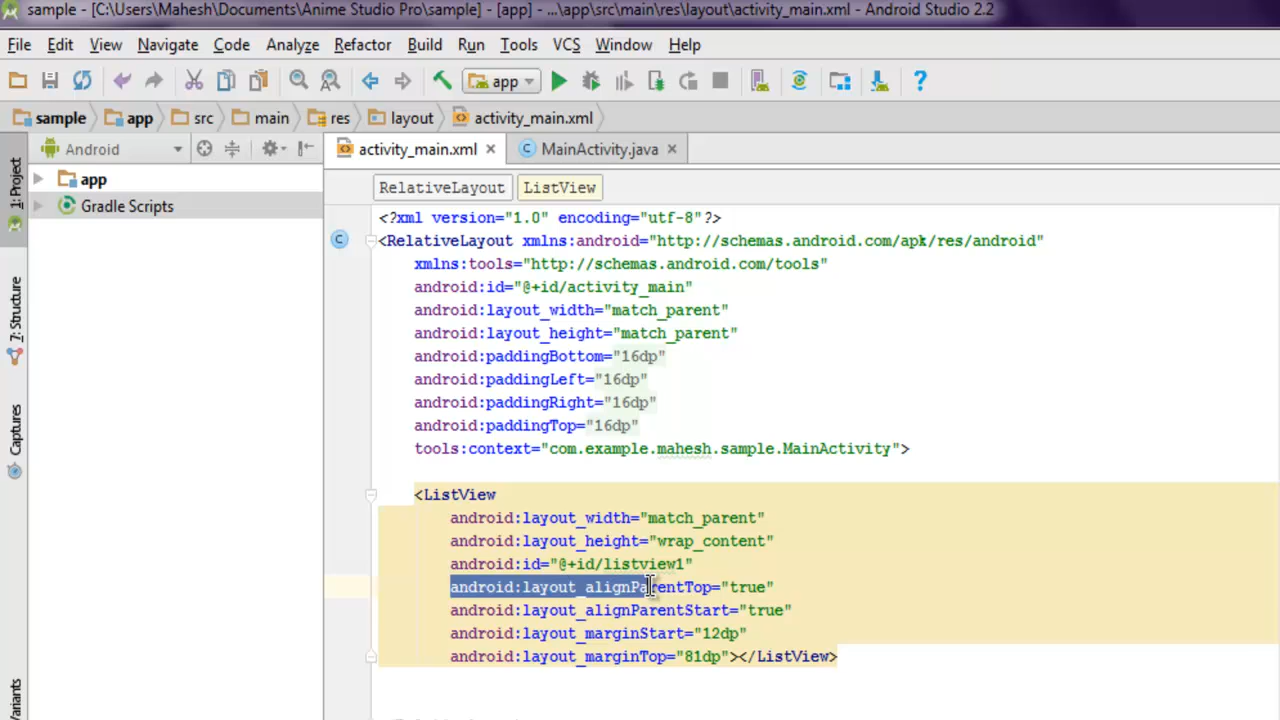 sample - [C:\Users\Mahesh\Documents\Anime Studio Pro\sample] - [app] - ...\app\src\main\res\layout\activity_main.xml - Android Studio 2.2
File Edit View Navigate Code Analyze Refactor Build Run Tools VCS Window Help
app
sample app src main res layout activity_main.xml
Android
activity_main.xml MainActivity.java
1: Project
7: Structure
Captures
app
Gradle Scripts
RelativeLayout ListView
<?xml version="1.0" encoding="utf-8"?>
<RelativeLayout xmlns:android="http://schemas.android.com/apk/res/android"
xmlns:tools="http://schemas.android.com/tools"
android:id="@+id/activity_main"
android:layout_width="match_parent"
android:layout_height="match_parent"
android:paddingBottom="16dp"
android:paddingLeft="16dp"
android:paddingRight="16dp"
android:paddingTop="16dp"
tools:context="com.example.mahesh.sample.MainActivity">
<ListView
android:layout_width="match_parent"
android:layout_height="wrap_content"
android:id="@+id/listview1"
android:layout_alignParentTop="true"
android:layout_alignParentStart="true"
android:layout_marginStart="12dp"
android:layout_marginTop="81dp"></ListView>